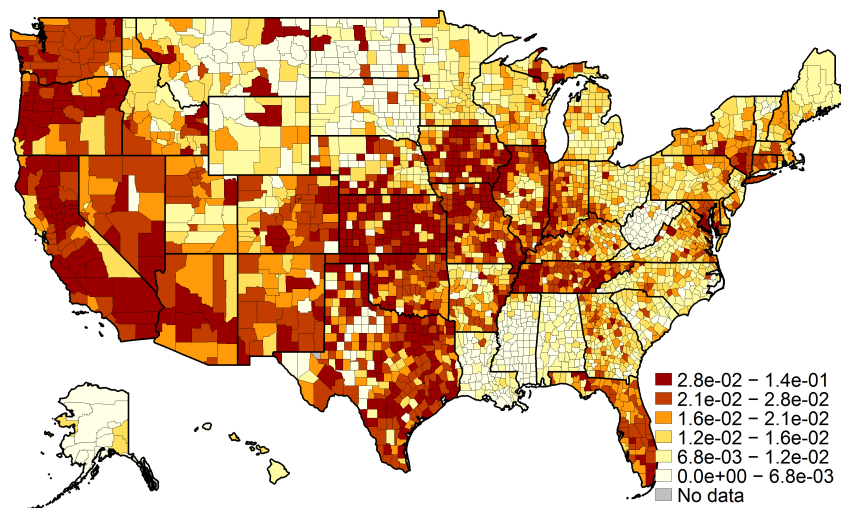 2.8e-02 − 1.4e-01
2.1e-02 − 2.8e-02
1.6e-02 − 2.1e-02
1.2e-02 − 1.6e-02
6.8e-03 − 1.2e-02
0.0e+00 − 6.8e-03
No data